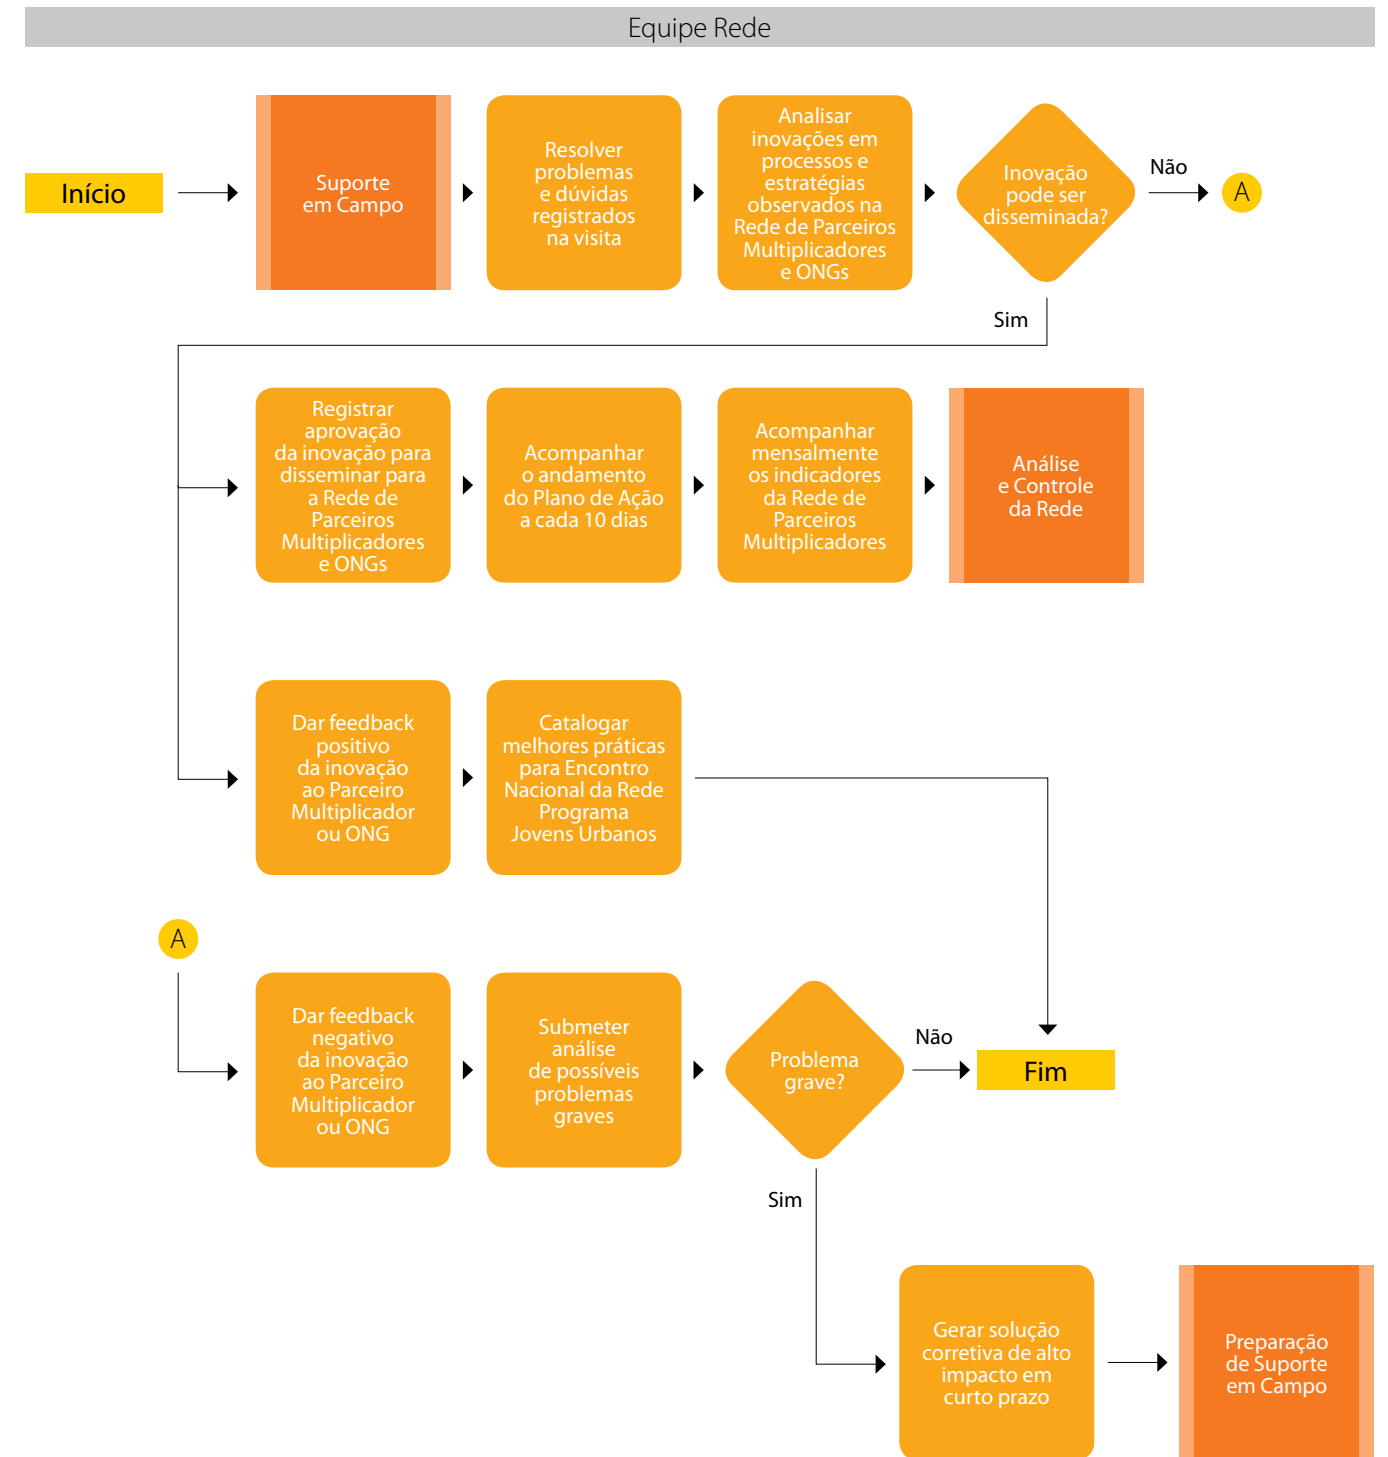 Equipe Rede
Início
Suporte
em Campo
Resolver
problemas
e dúvidas
registrados
na visita
Analisar
inovações em
processos e
estratégias
observados na
Rede de Parceiros
Multiplicadores
e ONGs
Inovação
pode ser
disseminada?
Não
A
Sim
Registrar
aprovação
da inovação para
disseminar para
a Rede de
Parceiros
Multiplicadores
e ONGs
Acompanhar
o andamento
do Plano de Ação
a cada 10 dias
Acompanhar
mensalmente
os indicadores
da Rede de
Parceiros
Multiplicadores
Análise
e Controle
da Rede
Dar feedback
positivo
da inovação
ao Parceiro
Multiplicador
ou ONG
Catalogar
melhores práticas
para Encontro
Nacional da Rede
Programa
Jovens Urbanos
A
Dar feedback
negativo
da inovação
ao Parceiro
Multiplicador
ou ONG
Submeter
análise
de possíveis
problemas
graves
Problema
grave?
Não
Fim
Sim
Gerar solução
corretiva de alto
impacto em
curto prazo
Preparação
de Suporte
em Campo